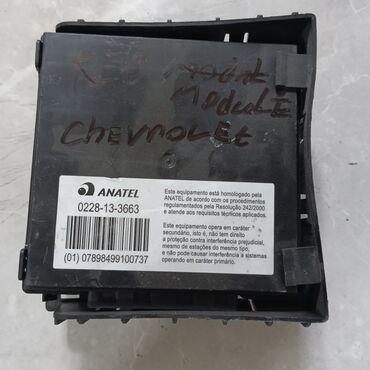 MODULE
CHEVROLET
ANATEL
0228-13-3663
(01) 07898499100737
Este equipamento está homologado pela
ANATEL de acordo com os procedimentos
regulamentados pela Resolução 242/2000
e atende aos requisitos técnicos aplicados.
Este equipamento opera em caráter
secundário, isto é, não tem direito
a proteção contra interferência prejudicial,
mesmo de estações do mesmo tipo,
e não pode causar interferência à sistemas
operando em caráter primário.